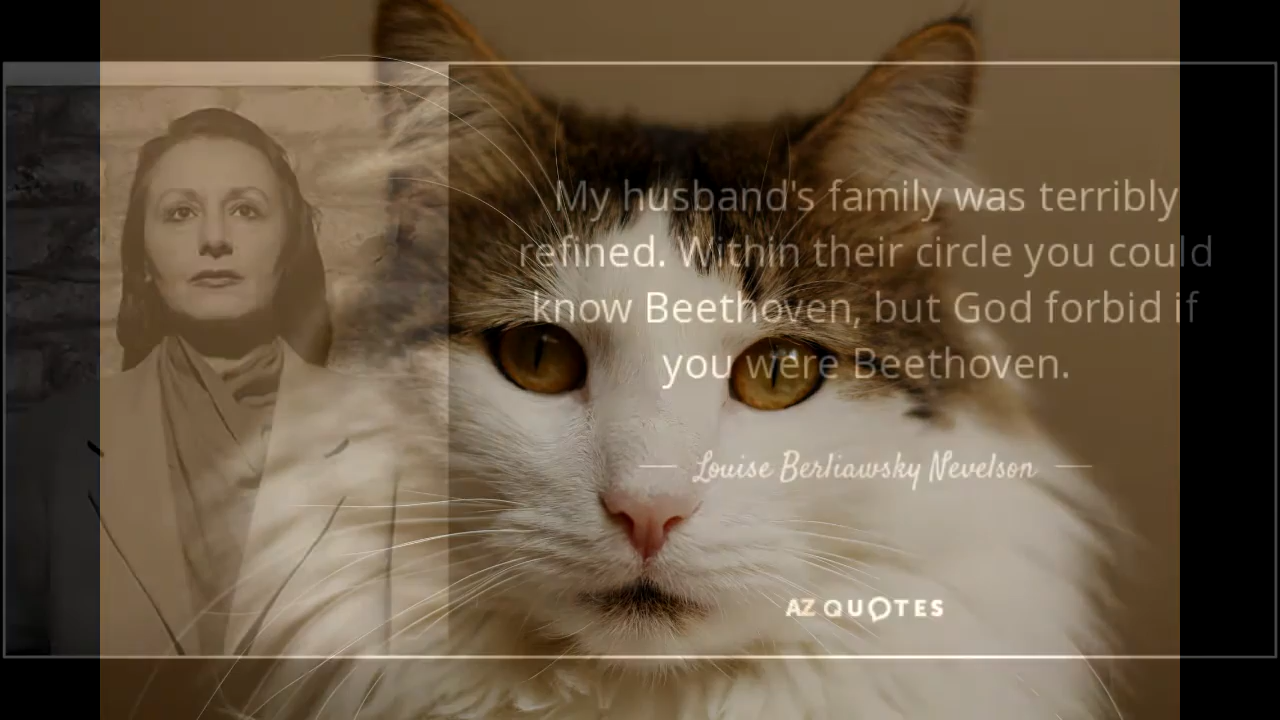 My husband's family was terribly
refined. Within their circle you could
know Beethoven, but God forbid if
you were Beethoven.
— Louise Berliawsky Nevelson —
AZ QUOTES